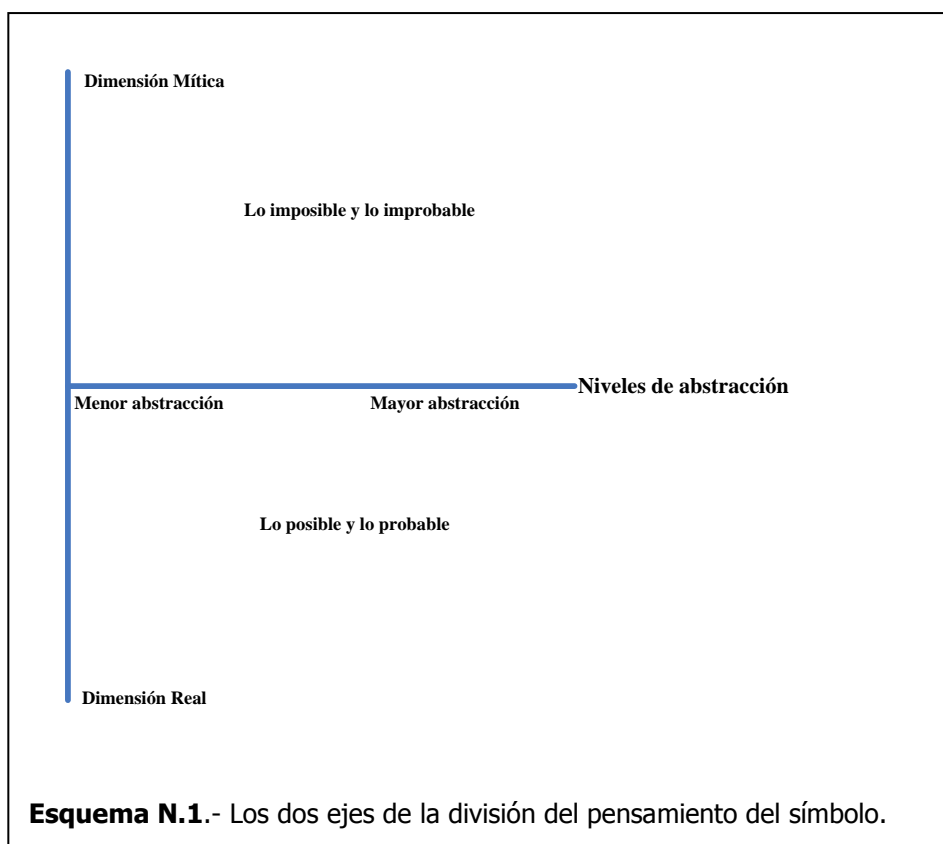 Dimensión Mítica
Lo imposible y lo improbable
Niveles de abstracción
Menor abstracción
Mayor abstracción
Lo posible y lo probable
Dimensión Real
Esquema N.1.- Los dos ejes de la división del pensamiento del símbolo.